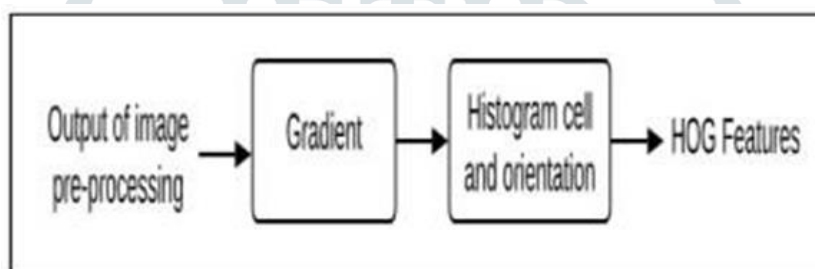 Output of image
pre-processing
Gradient
Histogram cell
and orientation
HOG Features